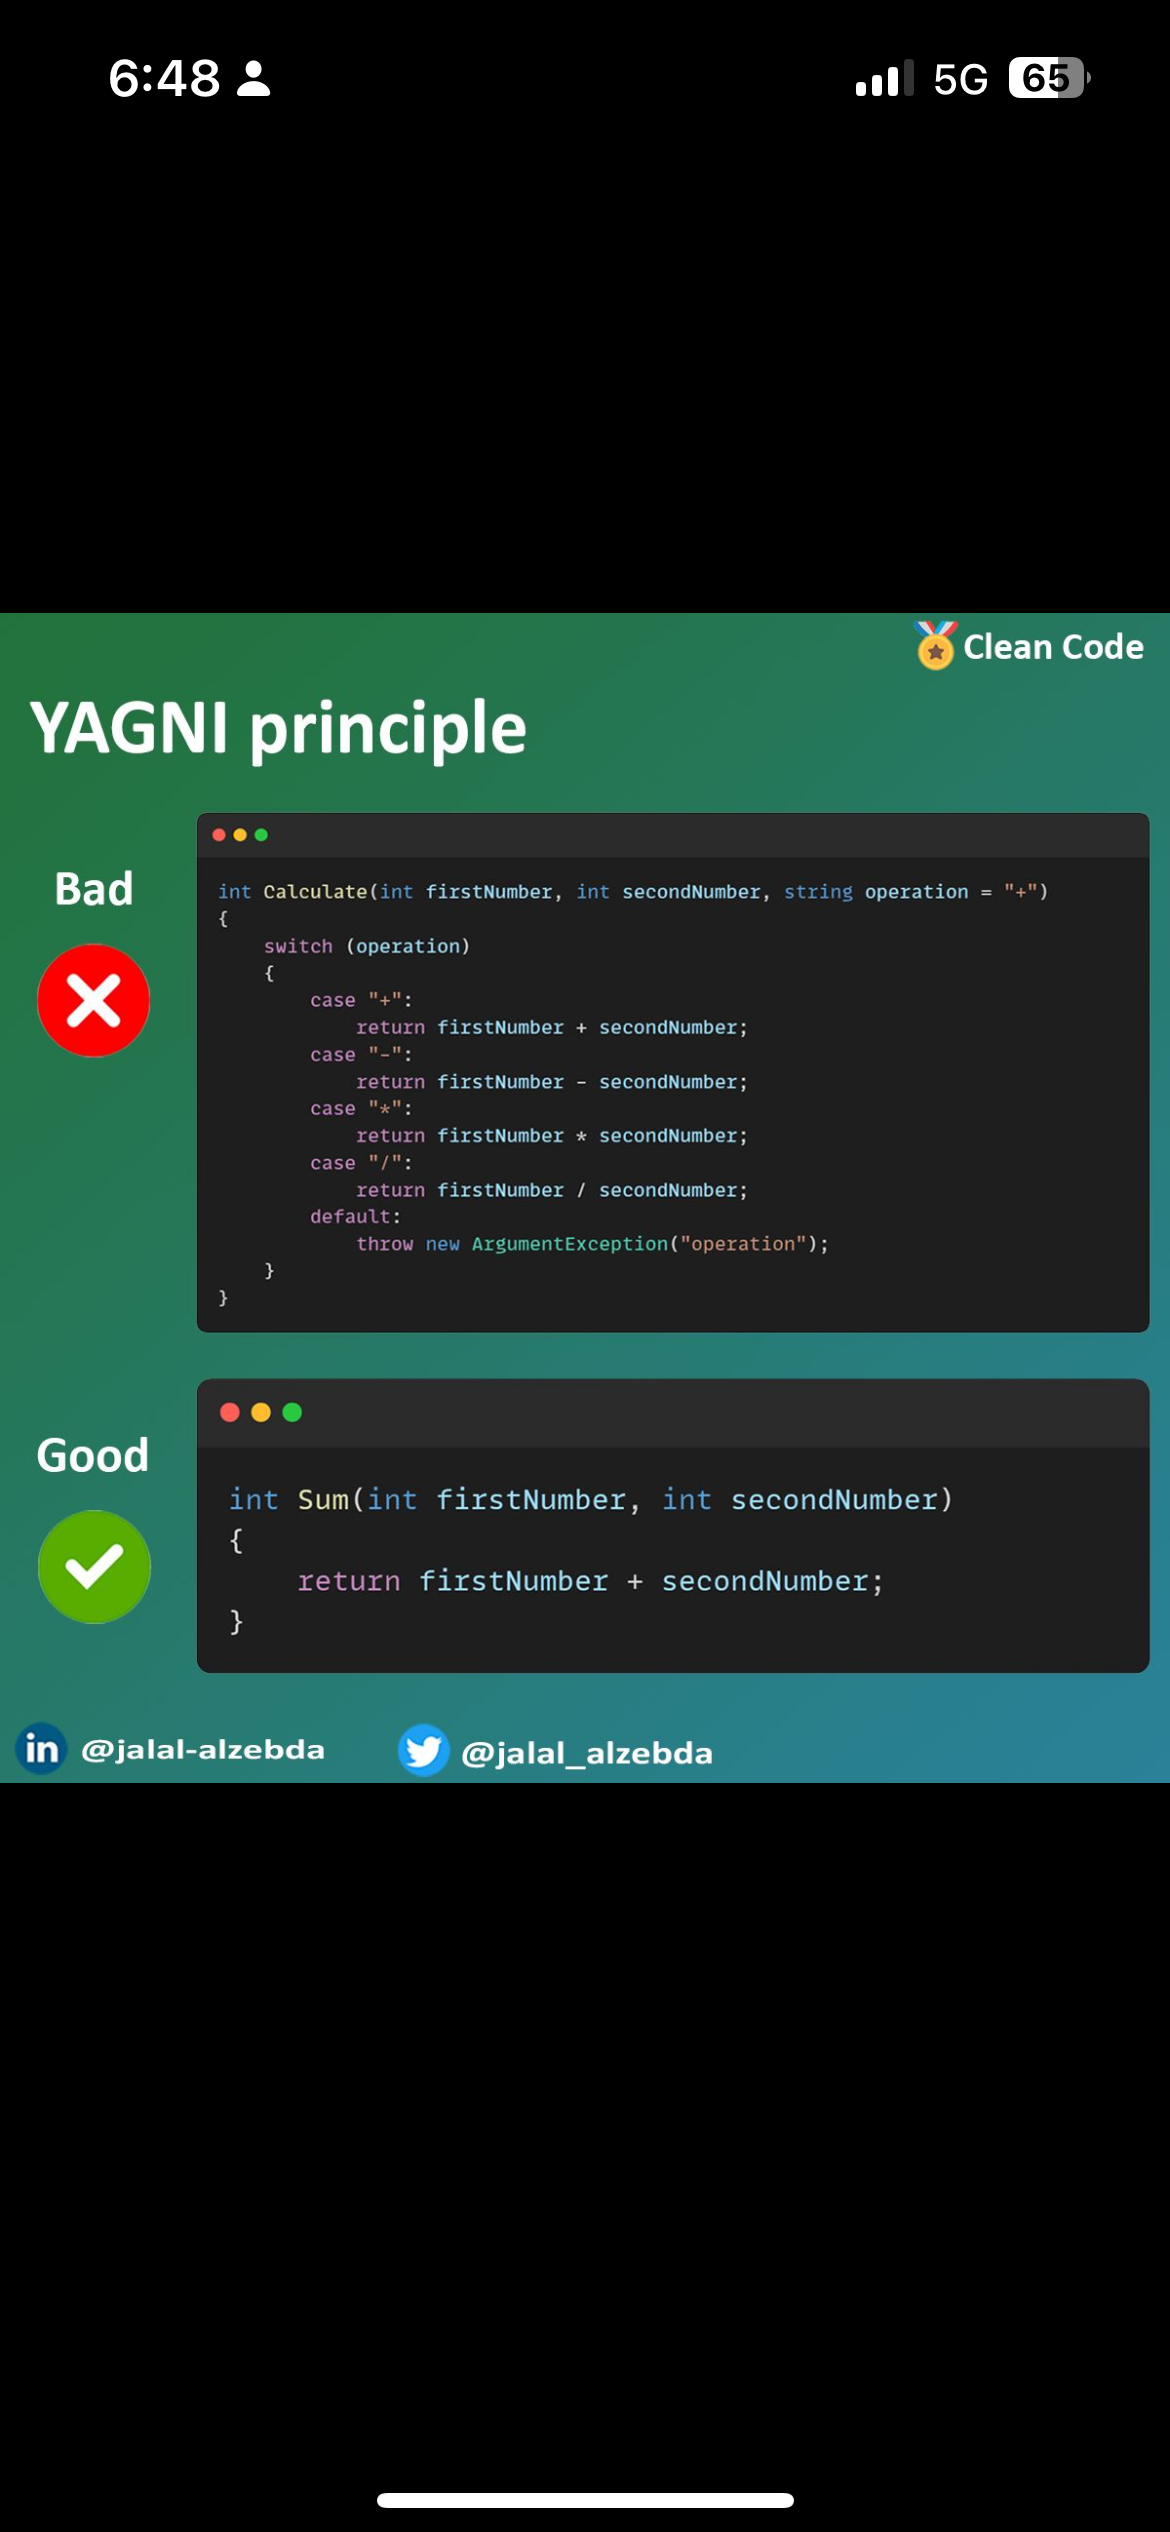 6:48
5G 65
Clean Code
YAGNI principle
Bad
int Calculate(int firstNumber, int secondNumber, string operation = "+")
{
    switch (operation)
    {
        case "+":
            return firstNumber + secondNumber;
        case "-":
            return firstNumber - secondNumber;
        case "*":
            return firstNumber * secondNumber;
        case "/":
            return firstNumber / secondNumber;
        default:
            throw new ArgumentException("operation");
    }
}
Good
int Sum(int firstNumber, int secondNumber)
{
    return firstNumber + secondNumber;
}
in @jalal-alzebda
@jalal_alzebda